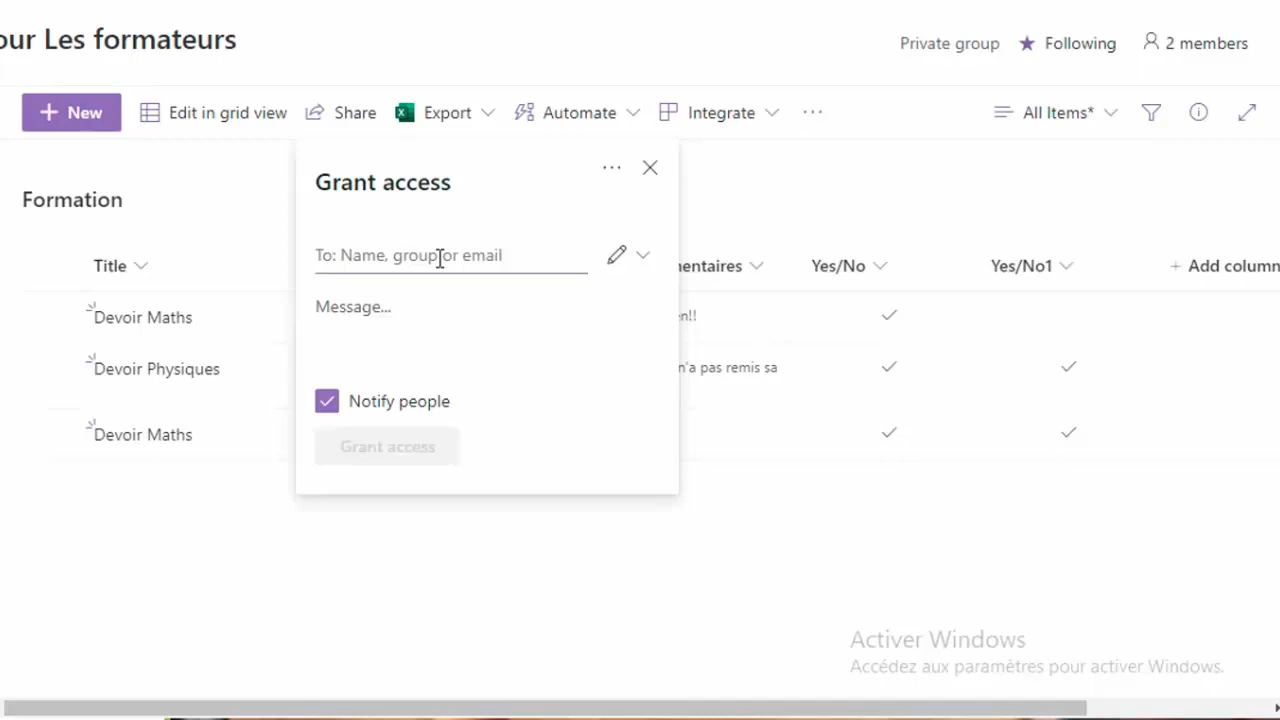 our Les formateurs
Private group
Following
2 members
New
Edit in grid view
Share
Export
Automate
Integrate
All Items*
Grant access
To: Name, group or email
Message...
Notify people
Grant access
Formation
Title
entaires
Yes/No
Yes/No1
+ Add column
Devoir Maths
en!!
Devoir Physiques
n'a pas remis sa
Devoir Maths
Activer Windows
Accédez aux paramètres pour activer Windows.